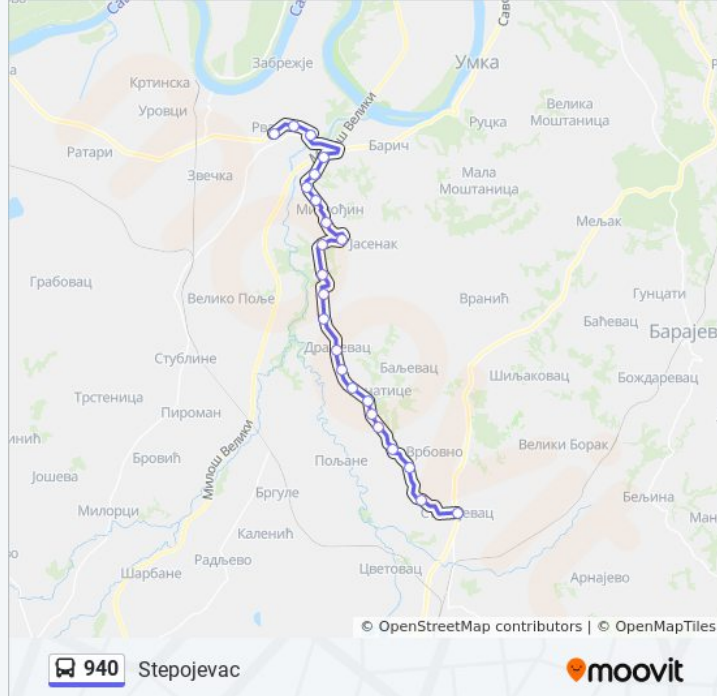 Забрежје
Умка
Кртинска
Уровци
Велика
Моштаница
Руцка
Барич
Ратари
Звечка
Мала
Моштаница
Мељак
Јасенак
Грабовац
Велико Поље
Вранић
Гунцати
Баћевац
Барајево
Стублине
Баљевац
Шиљаковац
Бождаревац
Трстеница
Пироман
Милош Велики
Врбовно
Велики Борак
Бровић
Пољане
Јошева
Бргуле
Бељина
Милорци
Каленић
Радљево
Шарбане
Цветовац
Арнајево
© OpenStreetMap contributors | © OpenMapTiles
940 Stepojevac
moovit